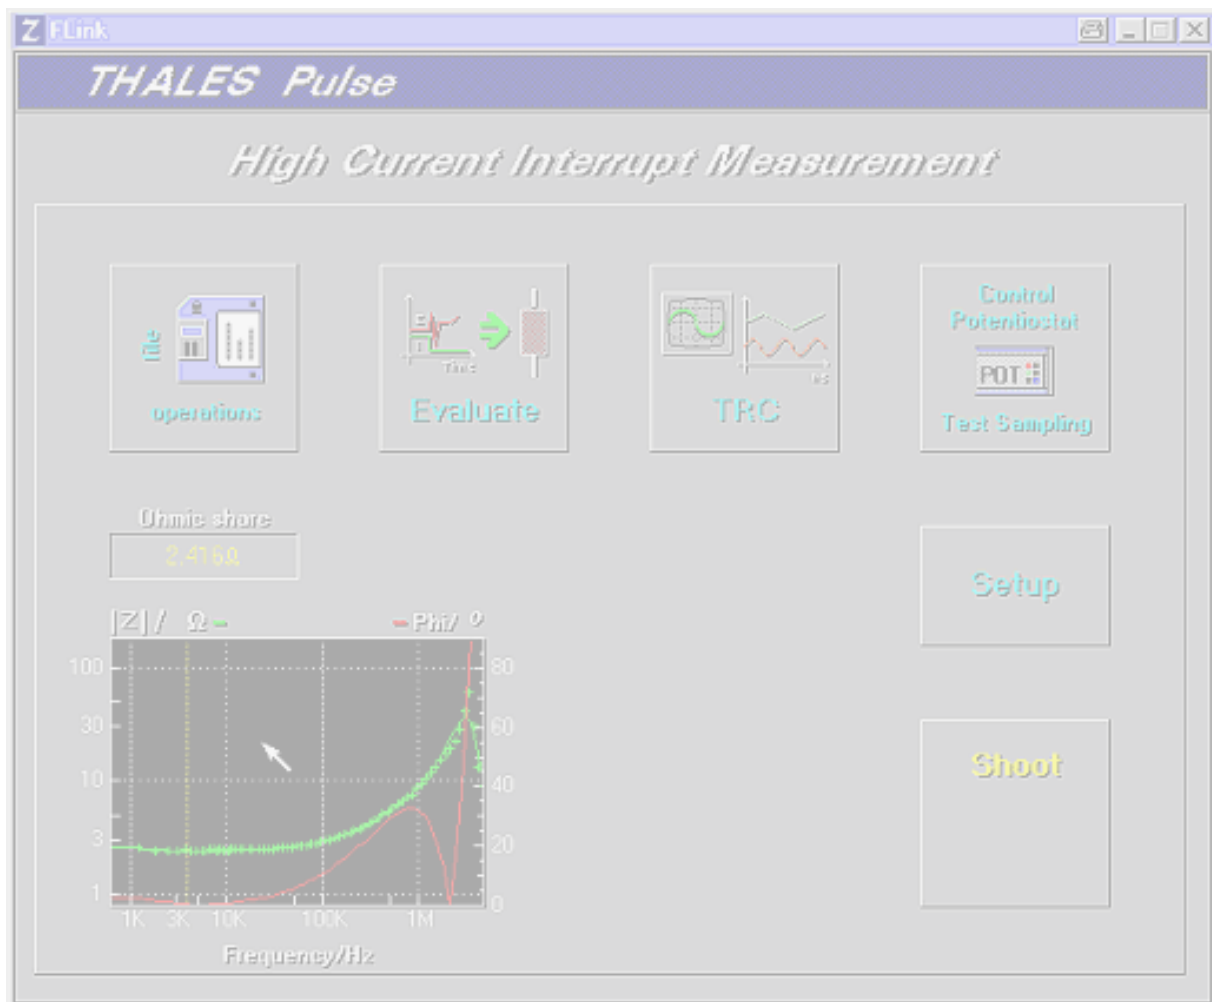 Z FLink
THALES Pulse
High Current Interrupt Measurement
file
operations
E
I
Time
Evaluate
ns
TRC
Control
Potentiostat
POT
Test Sampling
Ohmic share
2.416Ω
Setup
|Z| / Ω
Phi/ °
100
30
10
3
1
80
60
40
20
0
1K 3K 10K 100K 1M
Frequency/Hz
Shoot